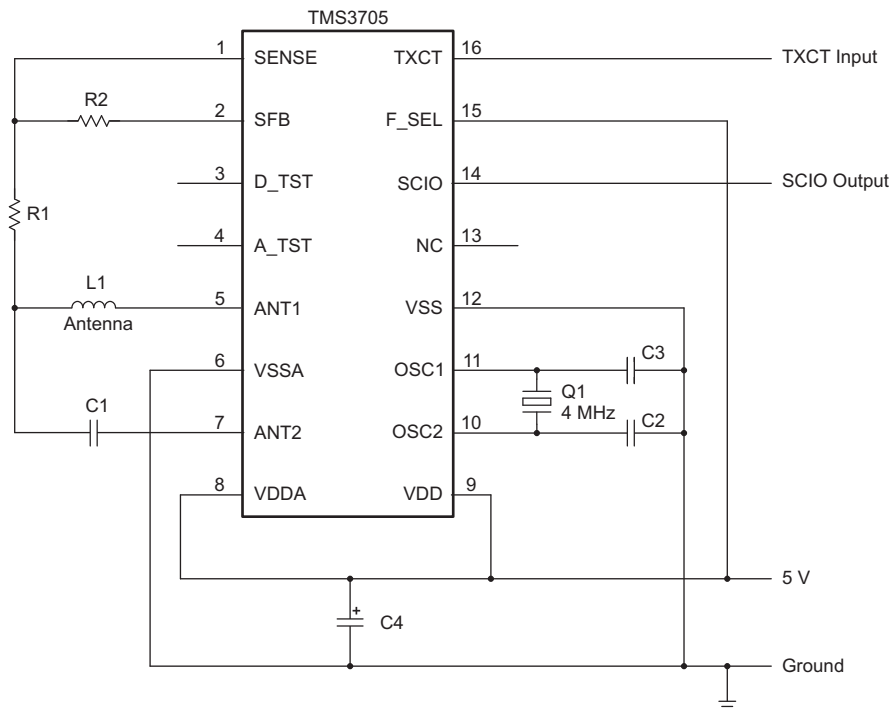 TMS3705
1 SENSE TXCT 16 TXCT Input
R2
2 SFB F_SEL 15
3 D_TST SCIO 14 SCIO Output
R1
4 A_TST NC 13
L1
Antenna
5 ANT1 VSS 12
6 VSSA OSC1 11
C3
Q1
4 MHz
C1
7 ANT2 OSC2 10
C2
8 VDDA VDD 9
5 V
+
C4
Ground